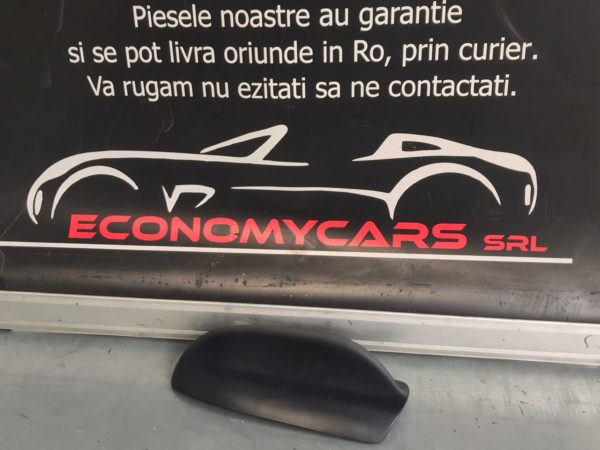 Piesele noastre au garantie
si se pot livra oriunde in Ro, prin curier.
Va rugam nu ezitati sa ne contactati.
ECONOMYCARS SRL